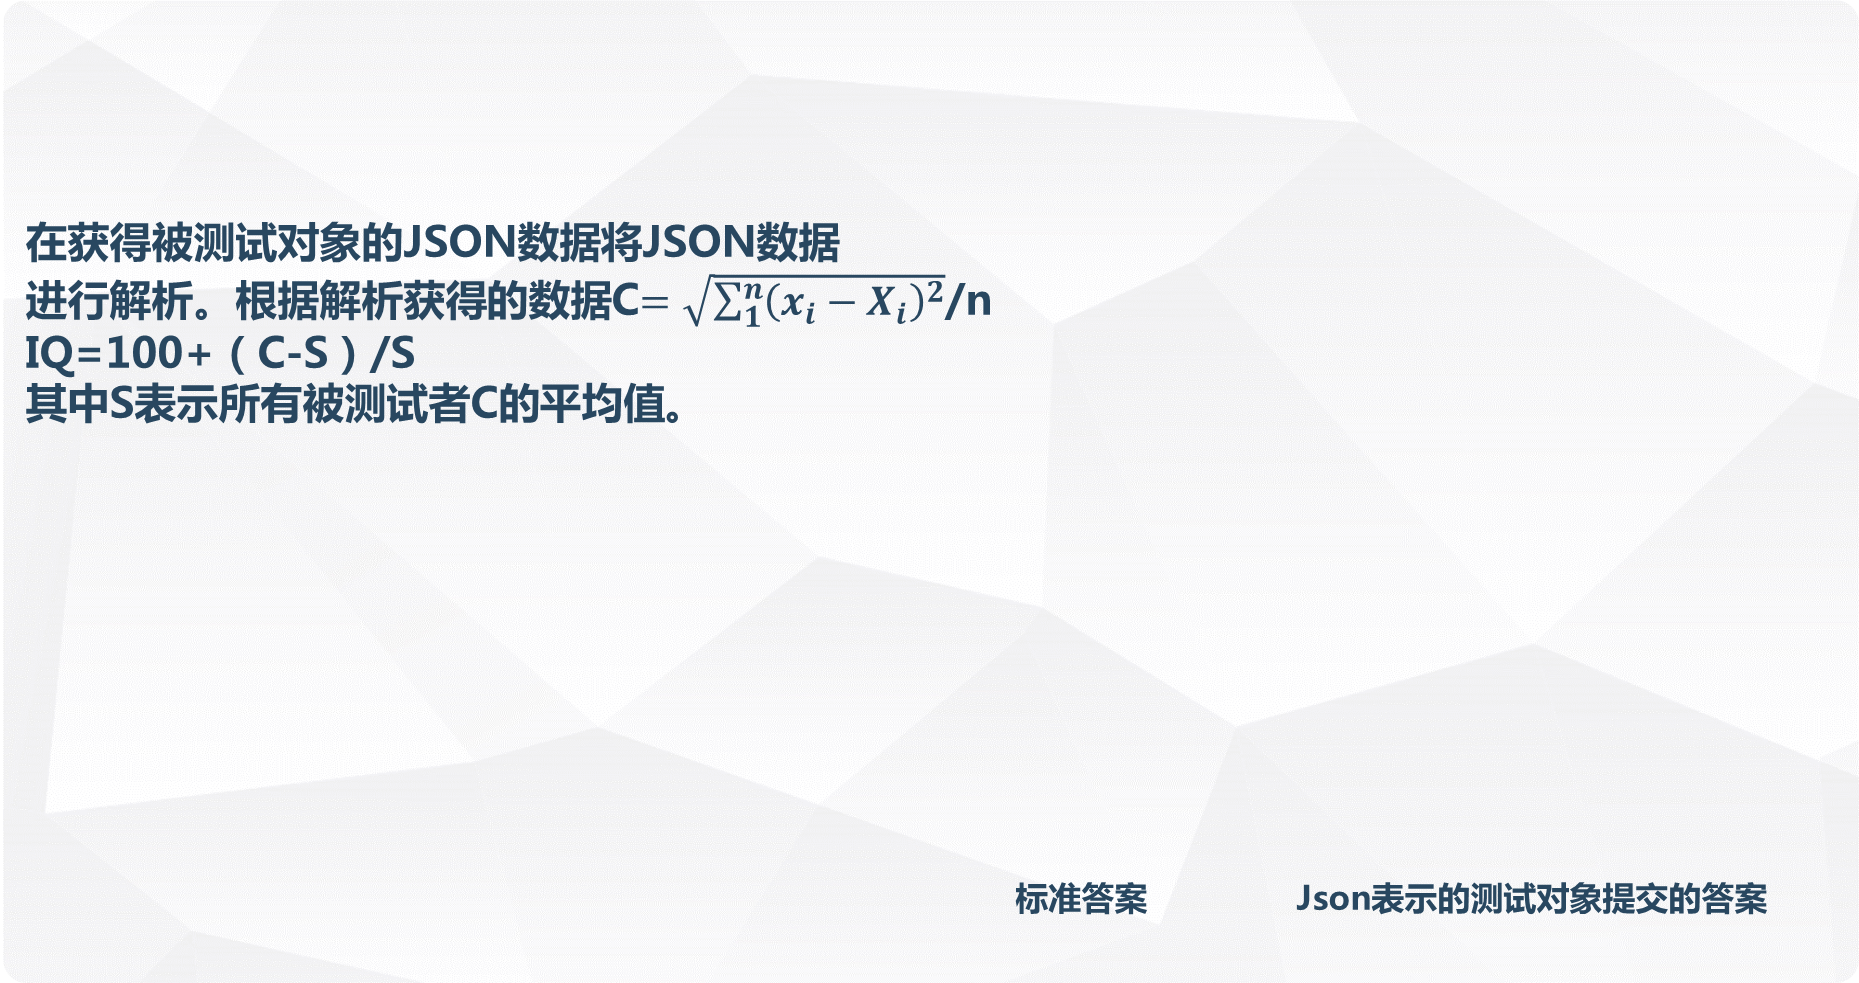 在获得被测试对象的JSON数据将JSON数据
进行解析。根据解析获得的数据C= √∑₁ⁿ(xᵢ − Xᵢ)²/n
IQ=100+（C-S）/S
其中S表示所有被测试者C的平均值。
标准答案
Json表示的测试对象提交的答案